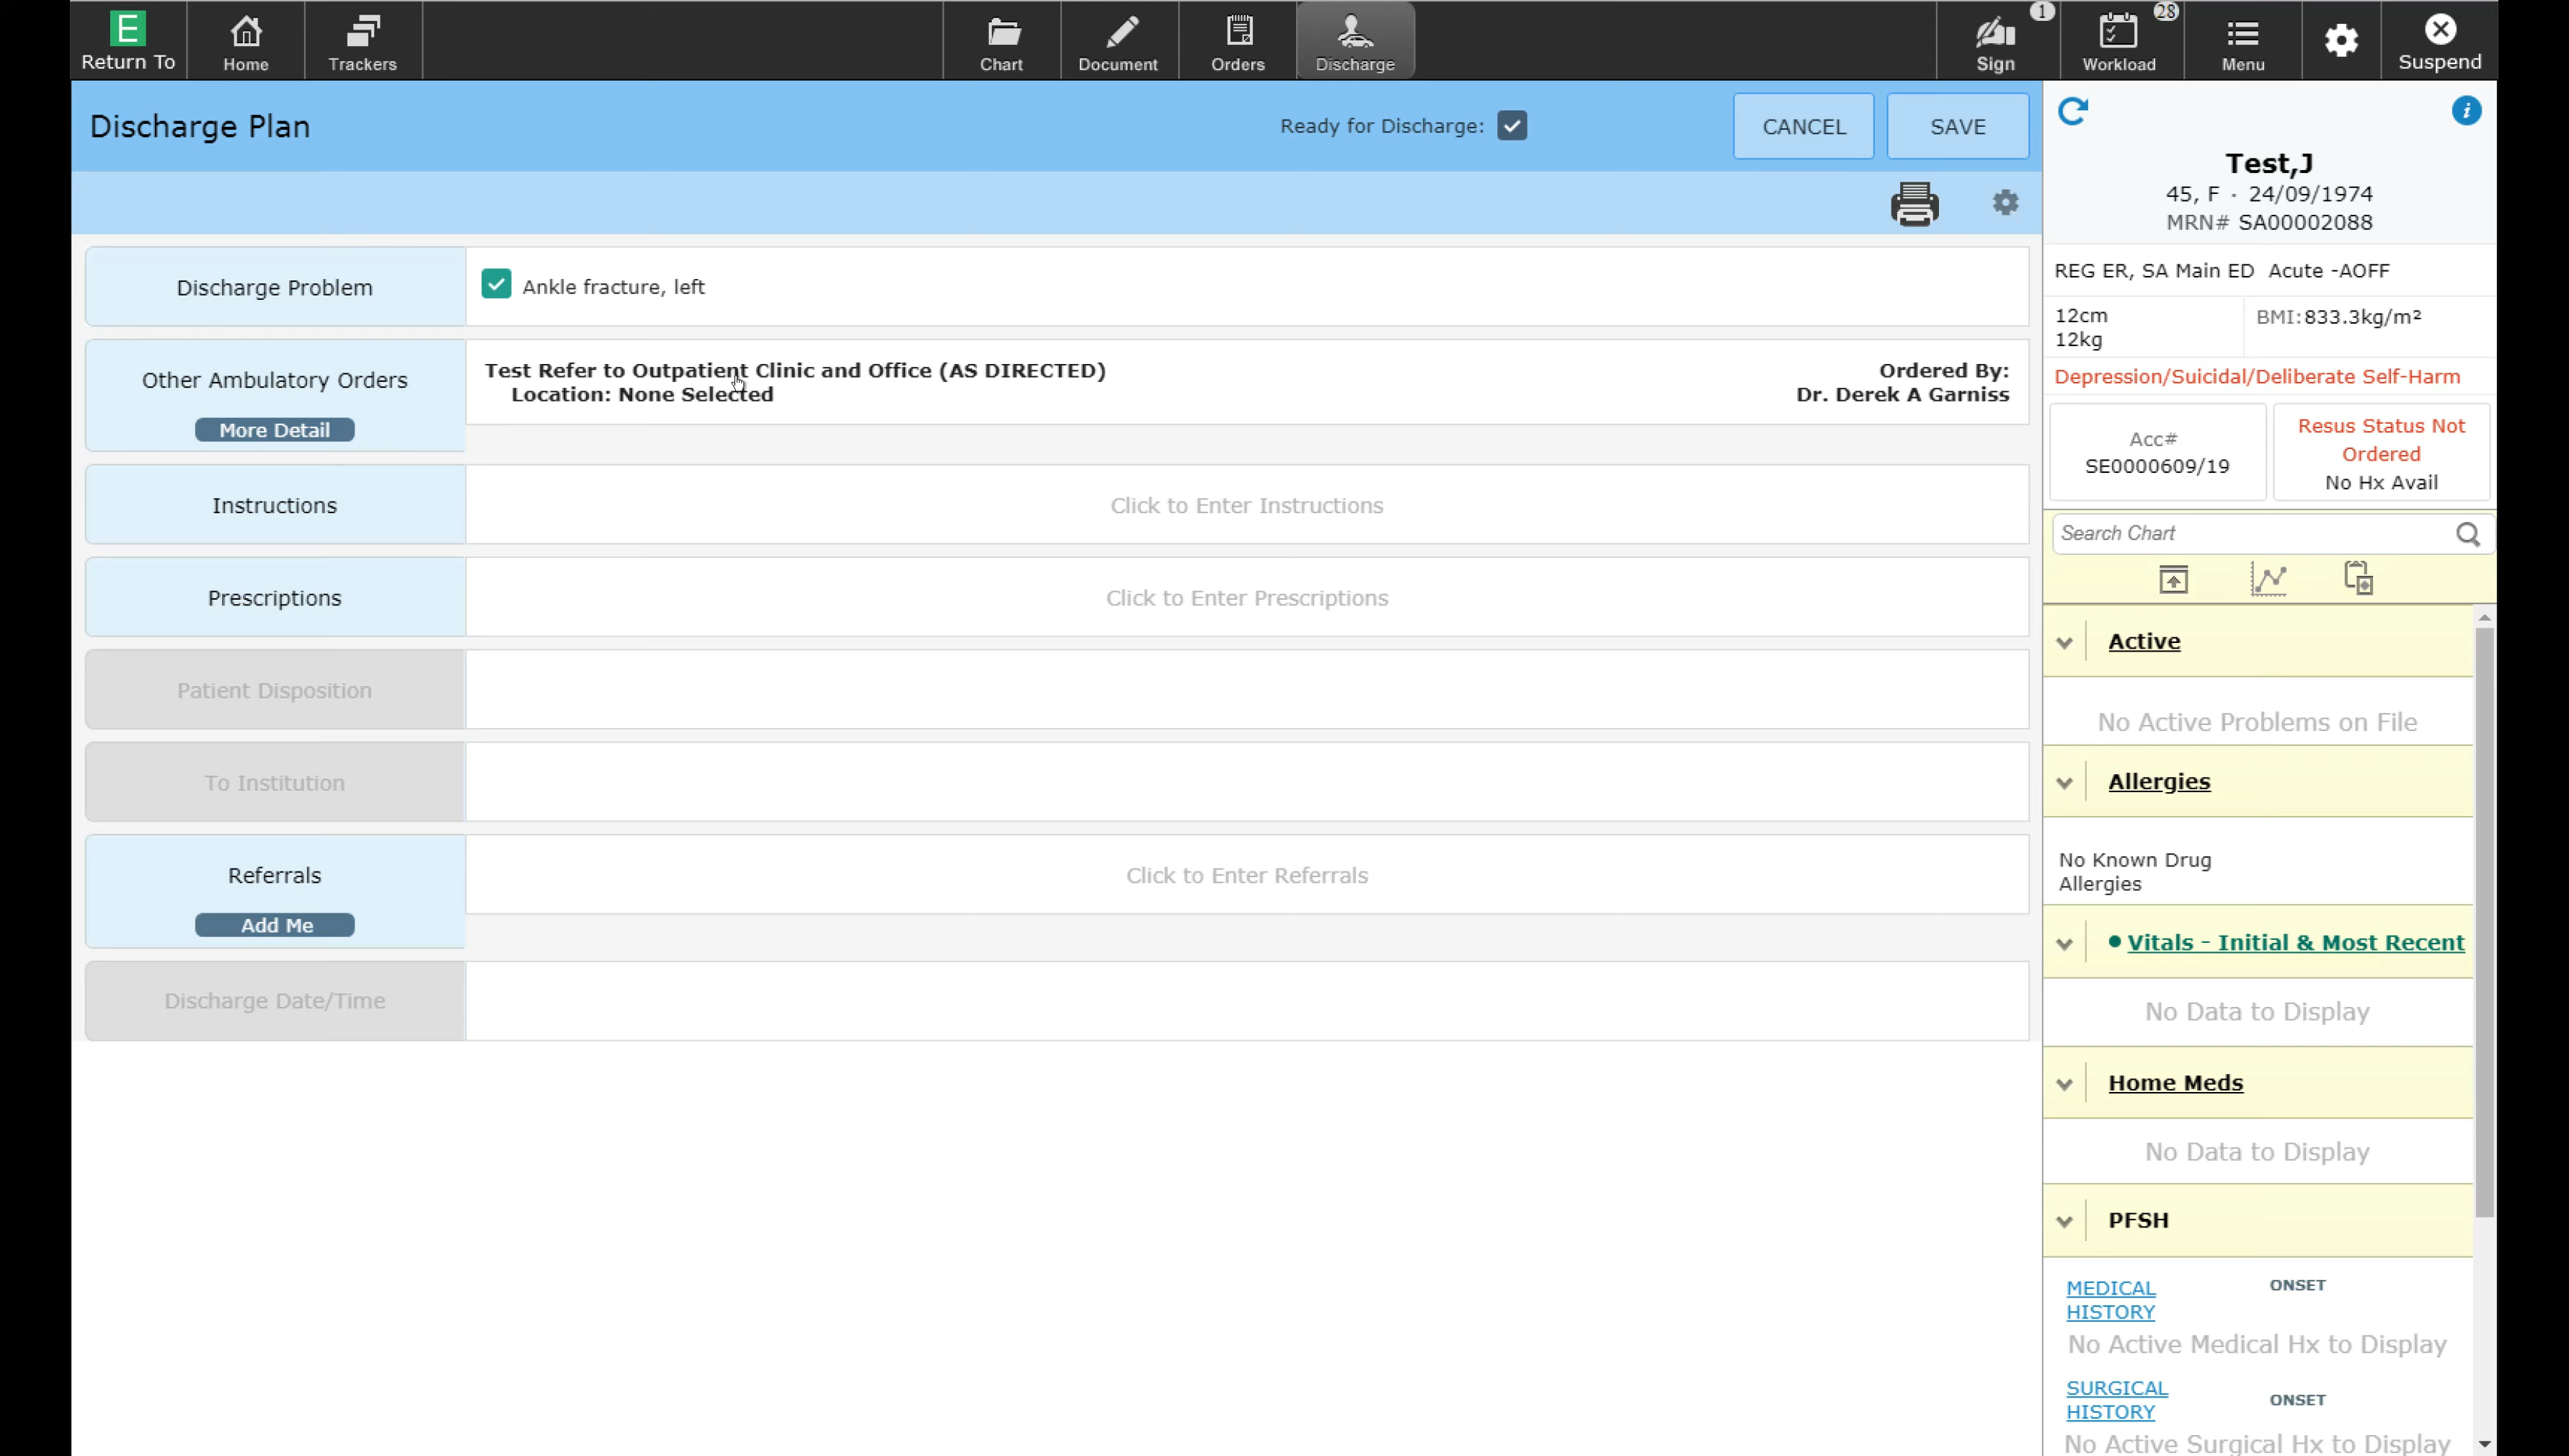 E
Return To
Home
Trackers
Chart
Document
Orders
Discharge
1
Sign
28
Workload
Menu
Suspend
Discharge Plan
Ready for Discharge:
CANCEL
SAVE
Discharge Problem
Ankle fracture, left
Other Ambulatory Orders
More Detail
Test Refer to Outpatient Clinic and Office (AS DIRECTED)
Location: None Selected
Ordered By:
Dr. Derek A Garniss
Instructions
Click to Enter Instructions
Prescriptions
Click to Enter Prescriptions
Patient Disposition
To Institution
Referrals
Add Me
Click to Enter Referrals
Discharge Date/Time
i
Test,J
45, F · 24/09/1974
MRN# SA00002088
REG ER, SA Main ED Acute -AOFF
12cm
12kg
BMI:833.3kg/m²
Depression/Suicidal/Deliberate Self-Harm
Acc#
SE0000609/19
Resus Status Not
Ordered
No Hx Avail
Search Chart
Active
No Active Problems on File
Allergies
No Known Drug
Allergies
Vitals - Initial & Most Recent
No Data to Display
Home Meds
No Data to Display
PFSH
MEDICAL
HISTORY
ONSET
No Active Medical Hx to Display
SURGICAL
HISTORY
ONSET
No Active Surgical Hx to Display